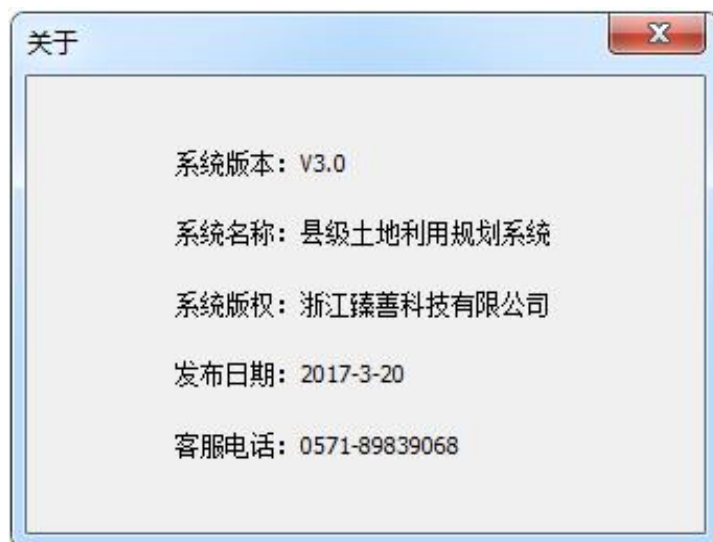 关于
系统版本：V3.0
系统名称：县级土地利用规划系统
系统版权：浙江臻善科技有限公司
发布日期：2017-3-20
客服电话：0571-89839068